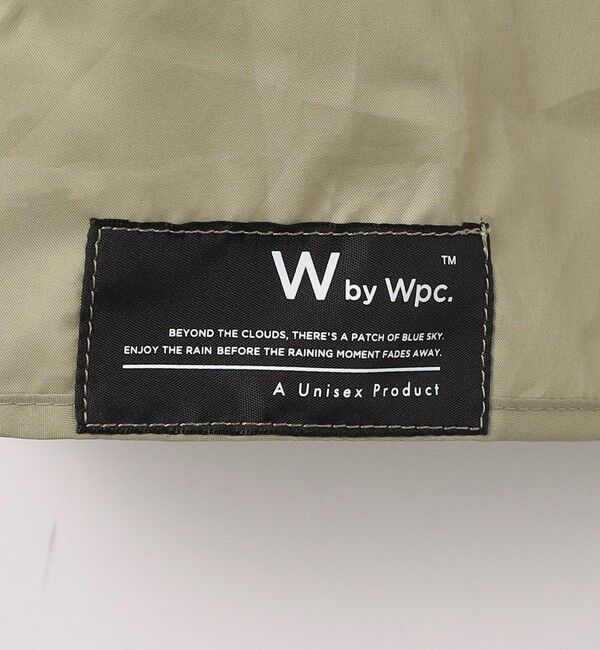 W by Wpc.™
BEYOND THE CLOUDS, THERE'S A PATCH OF BLUE SKY.
ENJOY THE RAIN BEFORE THE RAINING MOMENT FADES AWAY.
A Unisex Product